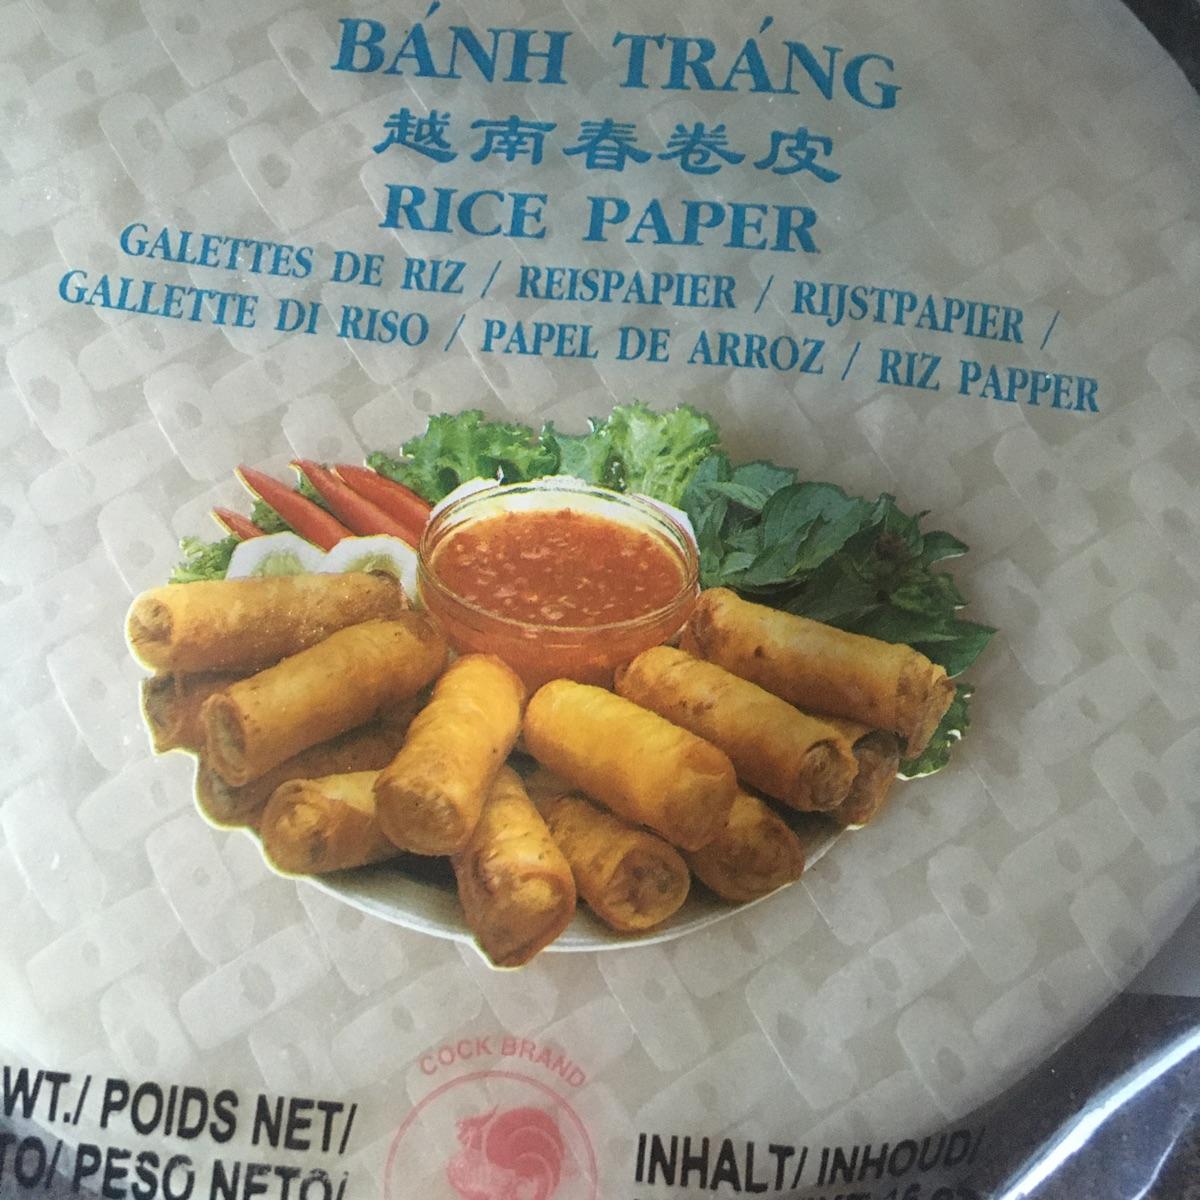 BÁNH TRÁNG
越南春卷皮
RICE PAPER
GALETTES DE RIZ / REISPAPIER / RIJSTPAPIER /
GALLETTE DI RISO / PAPEL DE ARROZ / RIZ PAPPER
COCK BRAND
WT./ POIDS NET/
TO/ PESO NETO/
INHALT/ INHOUD/